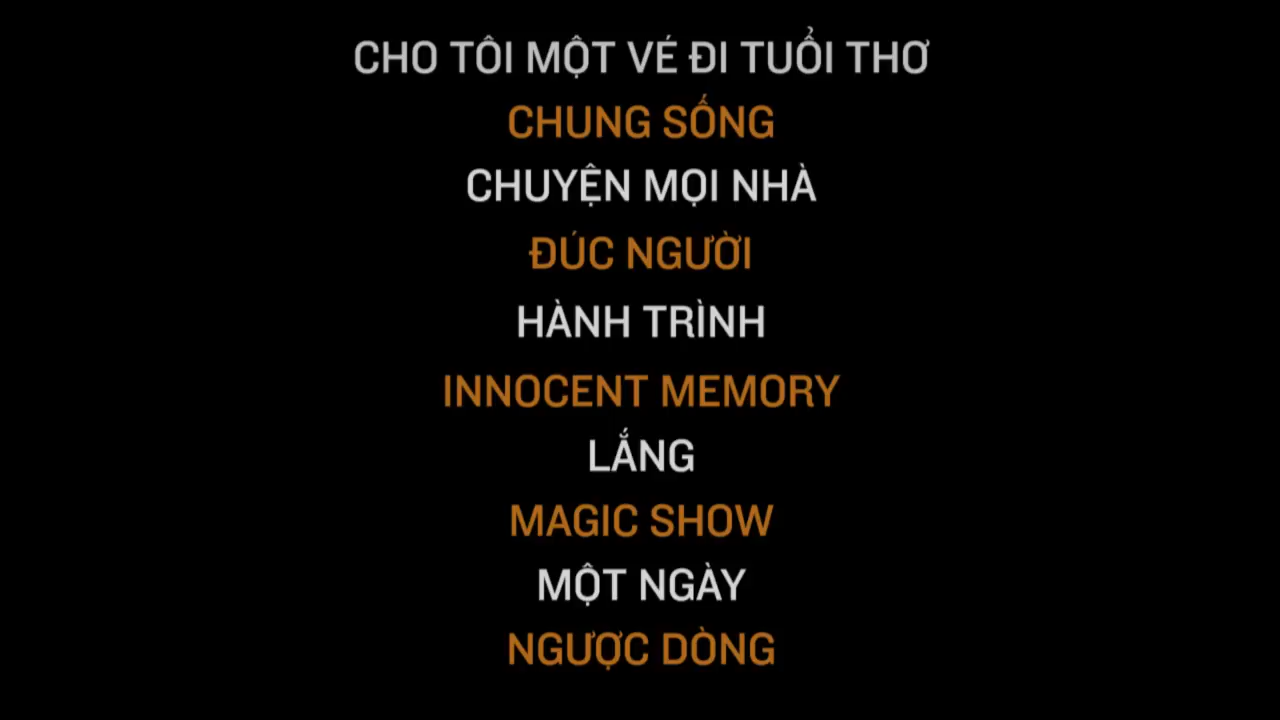 CHO TÔI MỘT VÉ ĐI TUỔI THƠ
CHUNG SỐNG
CHUYỆN MỌI NHÀ
ĐÚC NGƯỜI
HÀNH TRÌNH
INNOCENT MEMORY
LẮNG
MAGIC SHOW
MỘT NGÀY
NGƯỢC DÒNG